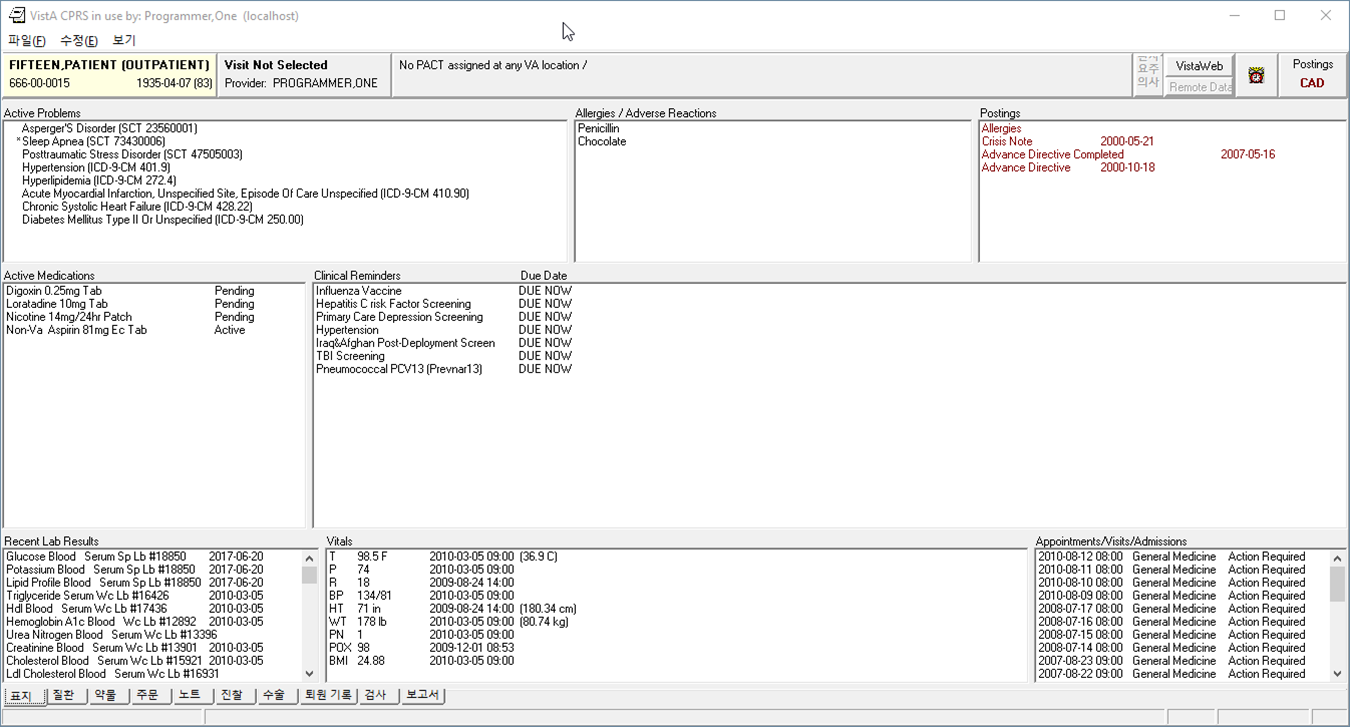 VistA CPRS in use by: Programmer,One (localhost)
파일(F) 수정(E) 보기
FIFTEEN,PATIENT (OUTPATIENT) Visit Not Selected No PACT assigned at any VA location / VistaWeb Postings
666-00-0015 1935-04-07 (83) Provider: PROGRAMMER,ONE 요주 의사 Remote Data CAD
Active Problems
Asperger'S Disorder (SCT 23560001)
*Sleep Apnea (SCT 73430006)
Posttraumatic Stress Disorder (SCT 47505003)
Hypertension (ICD-9-CM 401.9)
Hyperlipidemia (ICD-9-CM 272.4)
Acute Myocardial Infarction, Unspecified Site, Episode Of Care Unspecified (ICD-9-CM 410.90)
Chronic Systolic Heart Failure (ICD-9-CM 428.22)
Diabetes Mellitus Type II Or Unspecified (ICD-9-CM 250.00)
Allergies / Adverse Reactions
Penicillin
Chocolate
Postings
Allergies
Crisis Note 2000-05-21
Advance Directive Completed 2007-05-16
Advance Directive 2000-10-18
Active Medications
Digoxin 0.25mg Tab Pending
Loratadine 10mg Tab Pending
Nicotine 14mg/24hr Patch Pending
Non-Va Aspirin 81mg Ec Tab Active
Clinical Reminders Due Date
Influenza Vaccine DUE NOW
Hepatitis C risk Factor Screening DUE NOW
Primary Care Depression Screening DUE NOW
Hypertension DUE NOW
Iraq&Afghan Post-Deployment Screen DUE NOW
TBI Screening DUE NOW
Pneumococcal PCV13 (Prevnar13) DUE NOW
Recent Lab Results
Glucose Blood Serum Sp Lb #18850 2017-06-20
Potassium Blood Serum Sp Lb #18850 2017-06-20
Lipid Profile Blood Serum Sp Lb #18850 2017-06-20
Triglyceride Serum Wc Lb #16426 2010-03-05
Hdl Blood Serum Wc Lb #17436 2010-03-05
Hemoglobin A1c Blood Wc Lb #12892 2010-03-05
Urea Nitrogen Blood Serum Wc Lb #13396
Creatinine Blood Serum Wc Lb #13901 2010-03-05
Cholesterol Blood Serum Wc Lb #15921 2010-03-05
Ldl Cholesterol Blood Serum Wc Lb #16931
Vitals
T 98.5 F 2010-03-05 09:00 (36.9 C)
P 74 2010-03-05 09:00
R 18 2009-08-24 14:00
BP 134/81 2010-03-05 09:00
HT 71 in 2009-08-24 14:00 (180.34 cm)
WT 178 lb 2010-03-05 09:00 (80.74 kg)
PN 1 2010-03-05 09:00
POX 98 2009-12-01 08:53
BMI 24.88 2010-03-05 09:00
Appointments/Visits/Admissions
2010-08-12 08:00 General Medicine Action Required
2010-08-11 08:00 General Medicine Action Required
2010-08-10 08:00 General Medicine Action Required
2010-08-09 08:00 General Medicine Action Required
2008-07-17 08:00 General Medicine Action Required
2008-07-16 08:00 General Medicine Action Required
2008-07-15 08:00 General Medicine Action Required
2008-07-14 08:00 General Medicine Action Required
2007-08-23 09:00 General Medicine Action Required
2007-08-22 09:00 General Medicine Action Required
표지 질환 약물 주문 노트 진찰 수술 퇴원 기록 검사 보고서